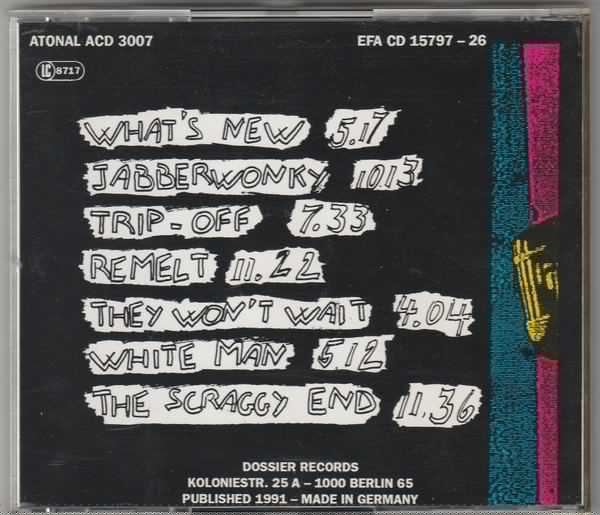 ATONAL ACD 3007 EFA CD 15797 – 26
LC 8717
WHAT'S NEW 5.17
JABBERWONKY 10.13
TRIP-OFF 7.33
REMELT 11.22
THEY WON'T WAIT 4.04
WHITE MAN 5.12
THE SCRAGGY END 11.36
DOSSIER RECORDS
KOLONIESTR. 25 A – 1000 BERLIN 65
PUBLISHED 1991 – MADE IN GERMANY